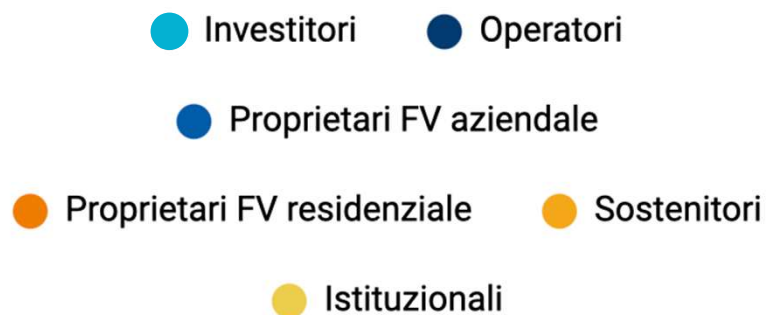 Investitori Operatori
Proprietari FV aziendale
Proprietari FV residenziale Sostenitori
Istituzionali